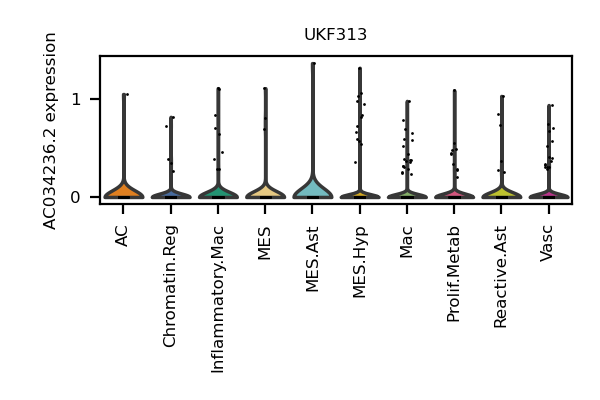 UKF313
AC034236.2 expression
1
0
AC
Chromatin.Reg
Inflammatory.Mac
MES
MES.Ast
MES.Hyp
Mac
Prolif.Metab
Reactive.Ast
Vasc